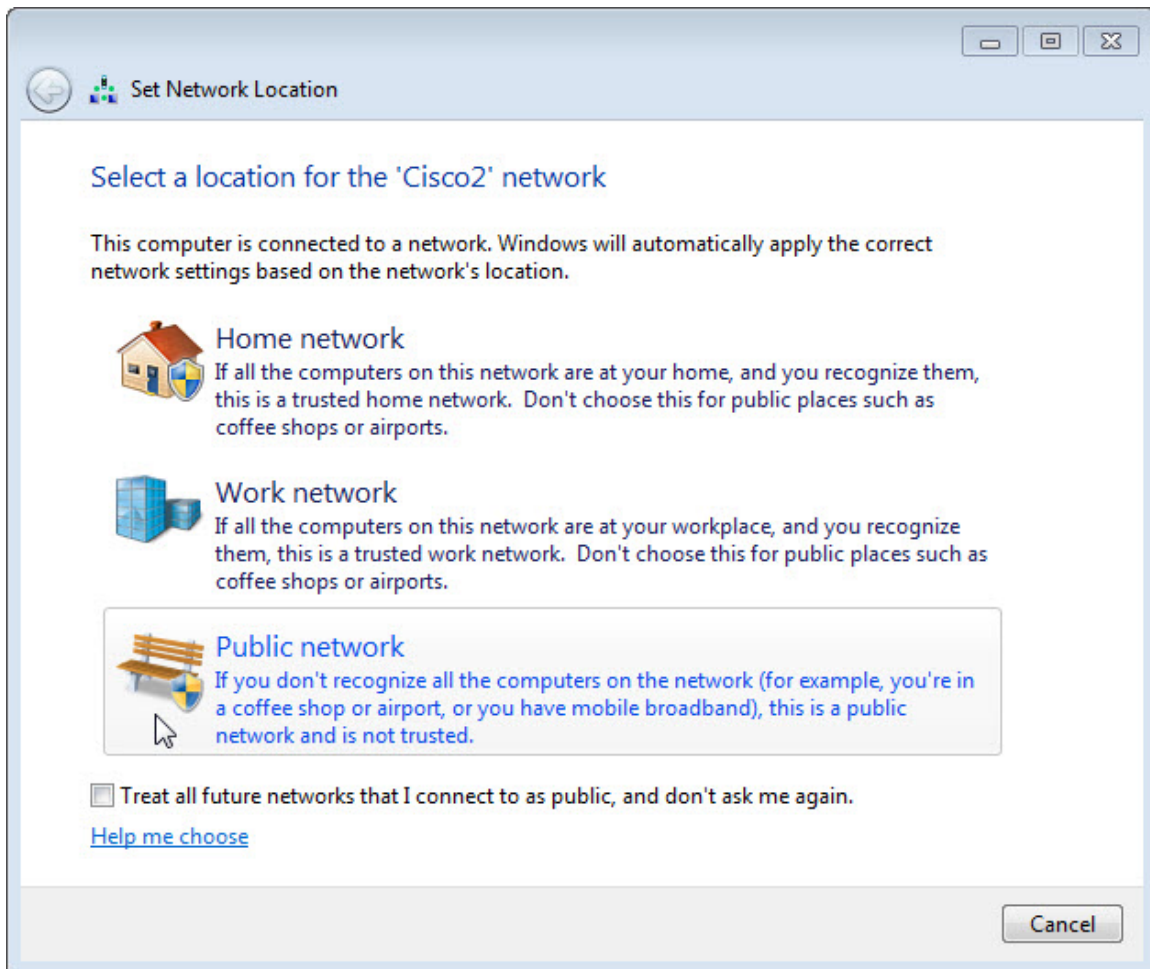 Set Network Location
Select a location for the 'Cisco2' network
This computer is connected to a network. Windows will automatically apply the correct
network settings based on the network's location.
Home network
If all the computers on this network are at your home, and you recognize them,
this is a trusted home network.  Don't choose this for public places such as
coffee shops or airports.
Work network
If all the computers on this network are at your workplace, and you recognize
them, this is a trusted work network.  Don't choose this for public places such as
coffee shops or airports.
Public network
If you don't recognize all the computers on the network (for example, you're in
a coffee shop or airport, or you have mobile broadband), this is a public
network and is not trusted.
Treat all future networks that I connect to as public, and don't ask me again.
Help me choose
Cancel